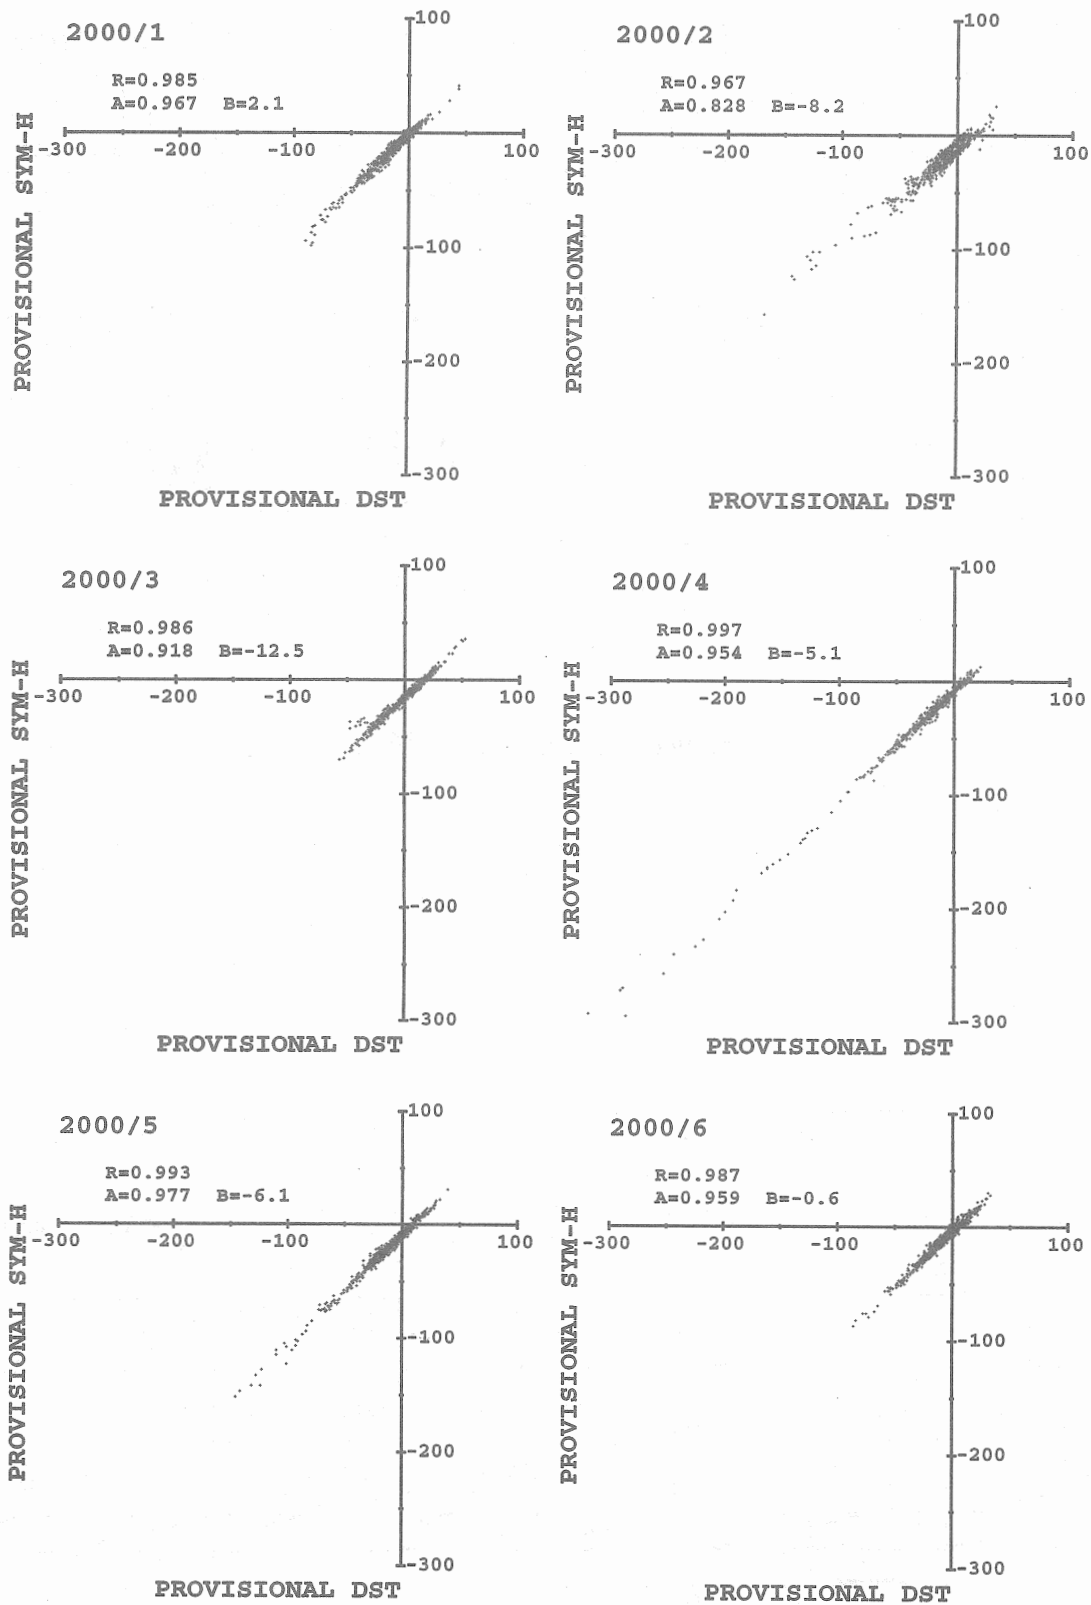 2000/1
R=0.985
A=0.967 B=2.1
100
-300 -200 -100 100
-100
-200
-300
PROVISIONAL SYM-H
PROVISIONAL DST
2000/2
R=0.967
A=0.828 B=-8.2
100
-300 -200 -100 100
-100
-200
-300
PROVISIONAL SYM-H
PROVISIONAL DST
2000/3
R=0.986
A=0.918 B=-12.5
100
-300 -200 -100 100
-100
-200
-300
PROVISIONAL SYM-H
PROVISIONAL DST
2000/4
R=0.997
A=0.954 B=-5.1
100
-300 -200 -100 100
-100
-200
-300
PROVISIONAL SYM-H
PROVISIONAL DST
2000/5
R=0.993
A=0.977 B=-6.1
100
-300 -200 -100 100
-100
-200
-300
PROVISIONAL SYM-H
PROVISIONAL DST
2000/6
R=0.987
A=0.959 B=-0.6
100
-300 -200 -100 100
-100
-200
-300
PROVISIONAL SYM-H
PROVISIONAL DST